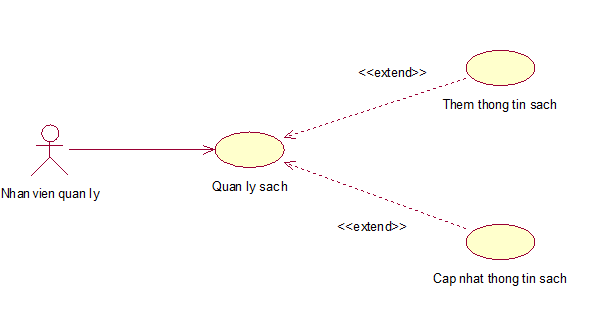 <<extend>>
Them thong tin sach
Nhan vien quan ly
Quan ly sach
<<extend>>
Cap nhat thong tin sach